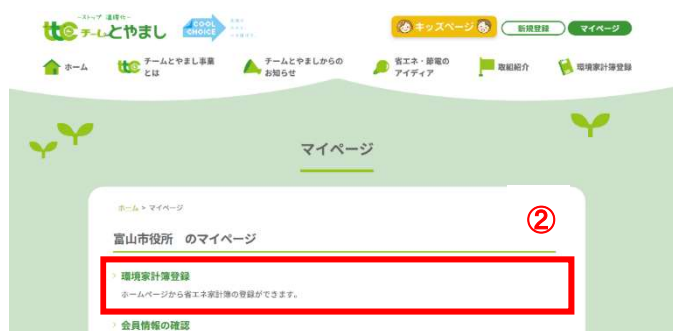 -ストップ 温暖化-
チームとやまし
COOL CHOICE
キッズページ
新規登録
マイページ
ホーム
チームとやまし事業
とは
チームとやましからの
お知らせ
省エネ・節電の
アイディア
取組紹介
環境家計簿登録
マイページ
ホーム > マイページ
②
富山市役所 のマイページ
環境家計簿登録
ホームページから省エネ家計簿の登録ができます。
会員情報の確認